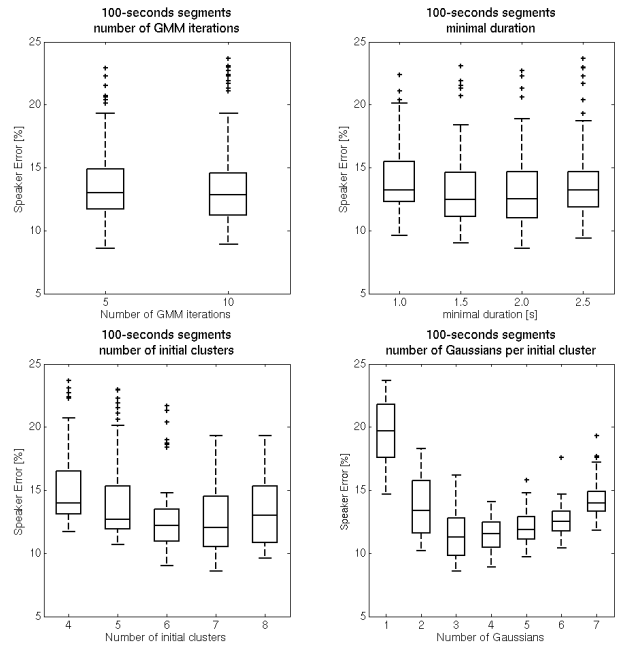 100-seconds segments
number of GMM iterations
25
20
15
10
5
Speaker Error [%]
5
10
Number of GMM iterations
100-seconds segments
minimal duration
25
20
15
10
5
Speaker Error [%]
1.0
1.5
2.0
2.5
minimal duration [s]
100-seconds segments
number of initial clusters
25
20
15
10
5
Speaker Error [%]
4
5
6
7
8
Number of initial clusters
100-seconds segments
number of Gaussians per initial cluster
25
20
15
10
5
Speaker Error [%]
1
2
3
4
5
6
7
Number of Gaussians